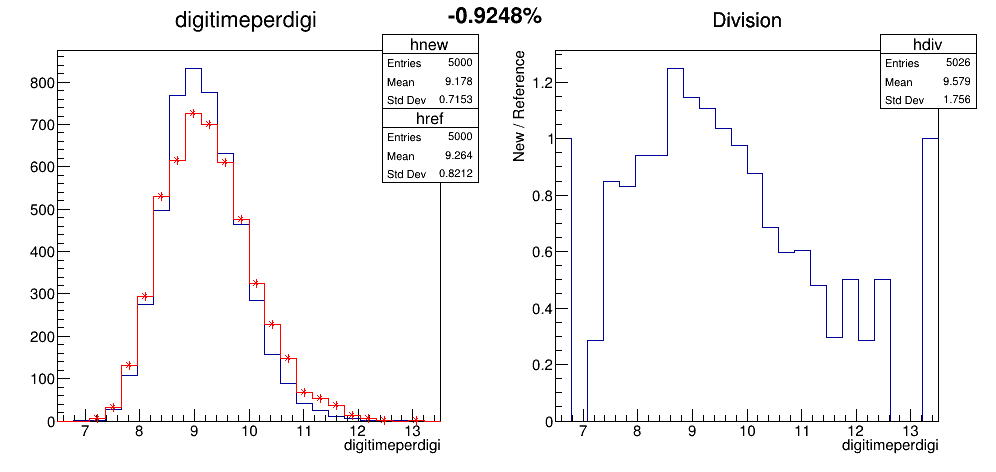 digitimeperdigi
-0.9248%
Division
hnew
Entries 5000
Mean 9.178
Std Dev 0.7153
href
Entries 5000
Mean 9.264
Std Dev 0.8212
800
700
600
500
400
300
200
100
0
7 8 9 10 11 12 13
digitimeperdigi
hdiv
Entries 5026
Mean 9.579
Std Dev 1.756
New / Reference
1.2
1
0.8
0.6
0.4
0.2
0
7 8 9 10 11 12 13
digitimeperdigi